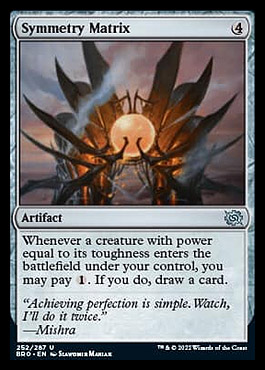 Symmetry Matrix 4
Artifact
Whenever a creature with power
equal to its toughness enters the
battlefield under your control, you
may pay 1. If you do, draw a card.
“Achieving perfection is simple. Watch,
I’ll do it twice.”
—Mishra
252/287 U
BRO • EN Slawomir Maniak
™ & © 2022 Wizards of the Coast